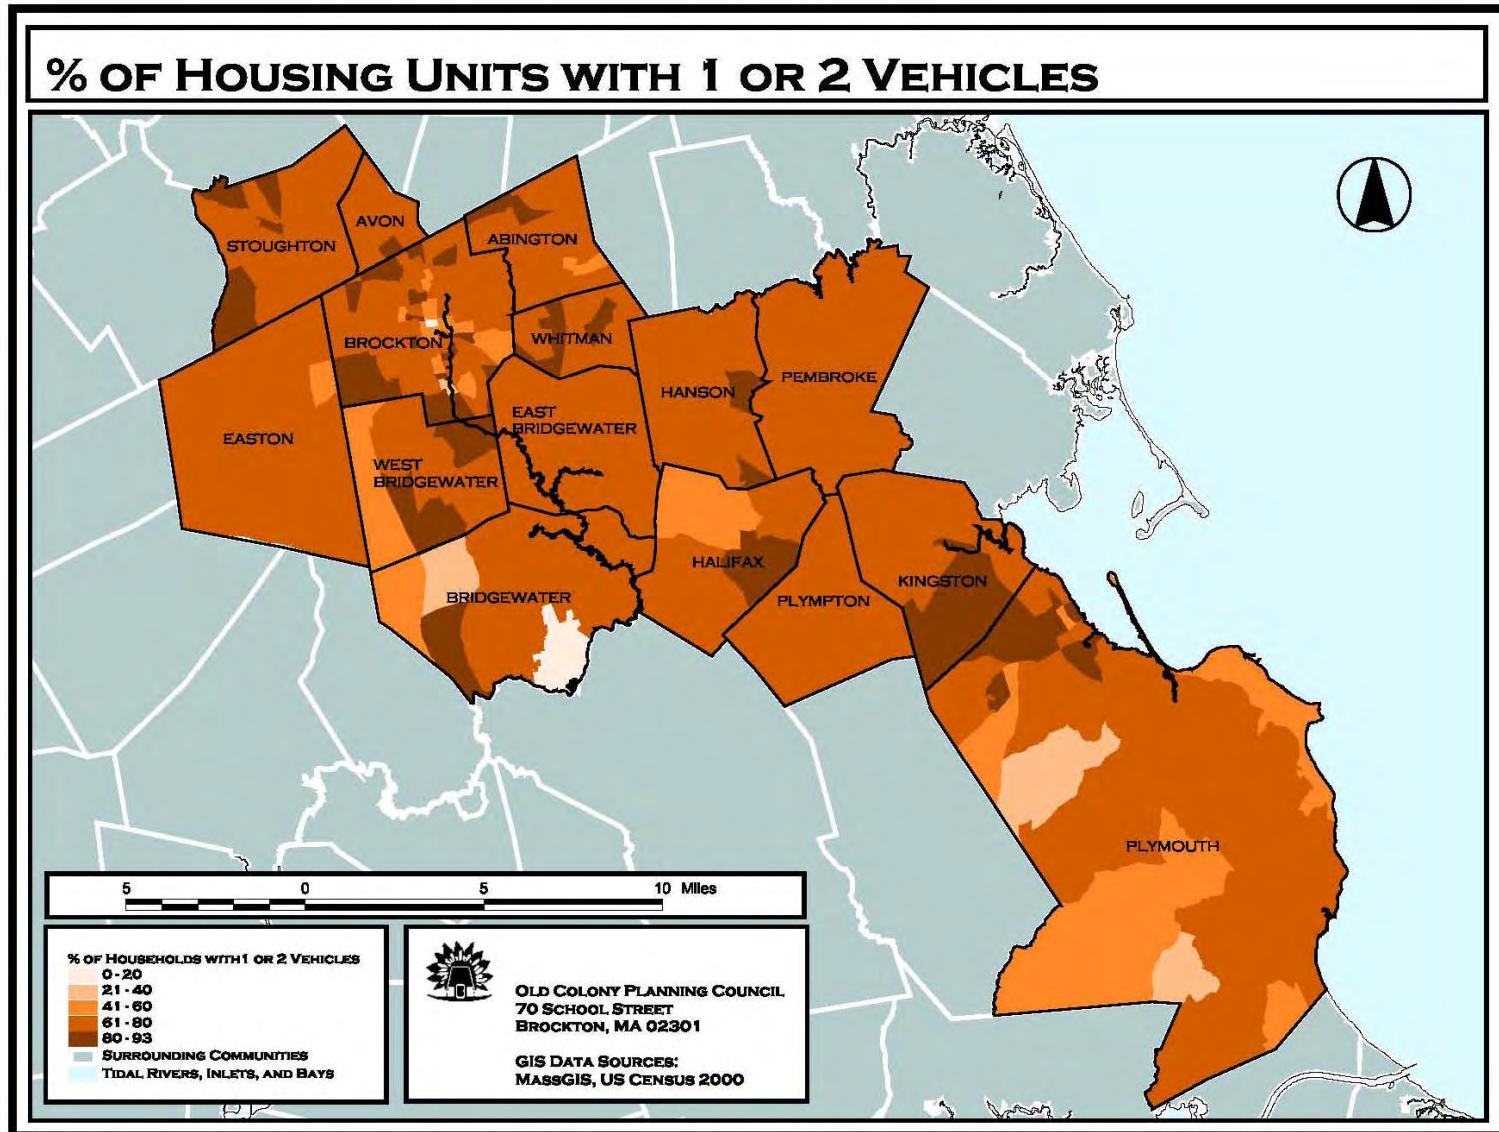 % OF HOUSING UNITS WITH 1 OR 2 VEHICLES
STOUGHTON
AVON
ABINGTON
BROCKTON
WHITMAN
HANSON
PEMBROKE
EASTON
EAST
BRIDGEWATER
WEST
BRIDGEWATER
HALIFAX
KINGSTON
BRIDGEWATER
PLYMPTON
PLYMOUTH
5 0 5 10 Miles
% OF HOUSEHOLDS WITH 1 OR 2 VEHICLES
0 - 20
21 - 40
41 - 60
61 - 80
80 - 93
SURROUNDING COMMUNITIES
TIDAL RIVERS, INLETS, AND BAYS
OLD COLONY PLANNING COUNCIL
70 SCHOOL STREET
BROCKTON, MA 02301
GIS DATA SOURCES:
MASSGIS, US CENSUS 2000